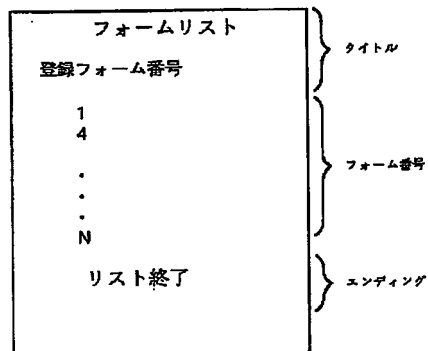 フォームリスト
登録フォーム番号
1
4
.
.
.
N
リスト終了
タイトル
フォーム番号
エンディング